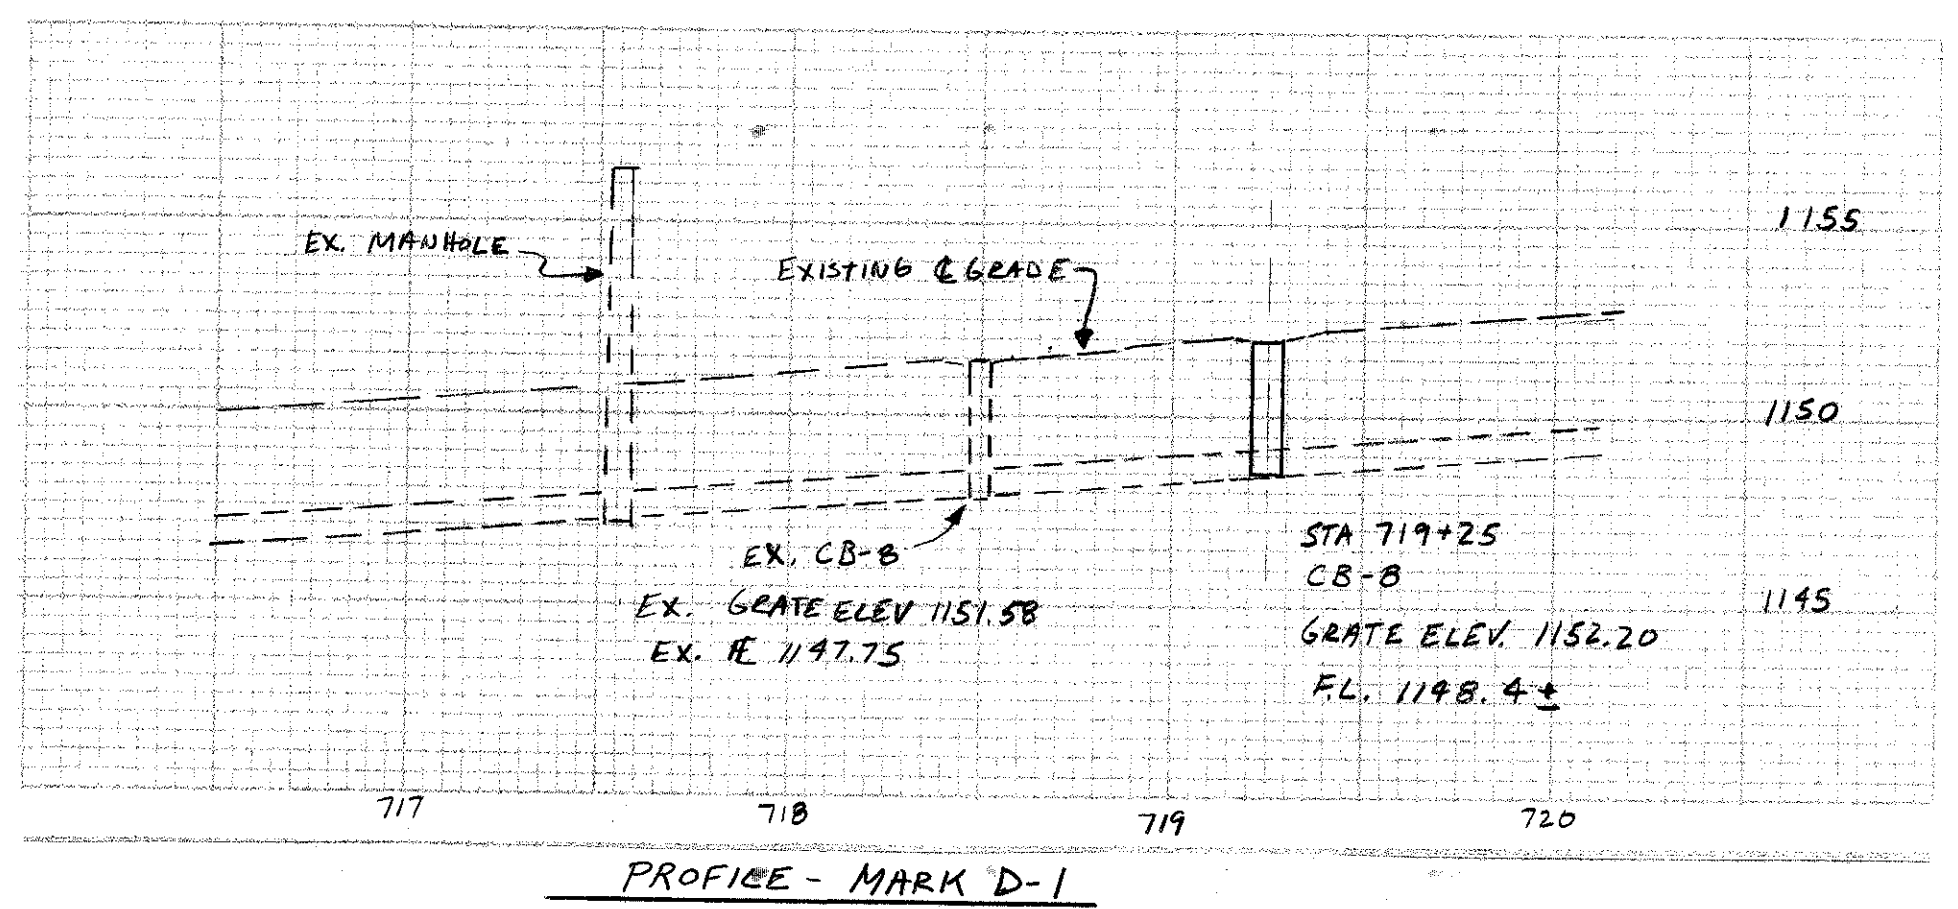 1155
EX. MANHOLE
EXISTING ℄ GRADE
1150
EX. CB-8
EX. GRATE ELEV 1151.58
EX. 1147.75
STA 719+25
CB-8
GRATE ELEV. 1152.20
F.L. 1148.4 ±
1145
717
718
719
720
PROFILE - MARK D-1